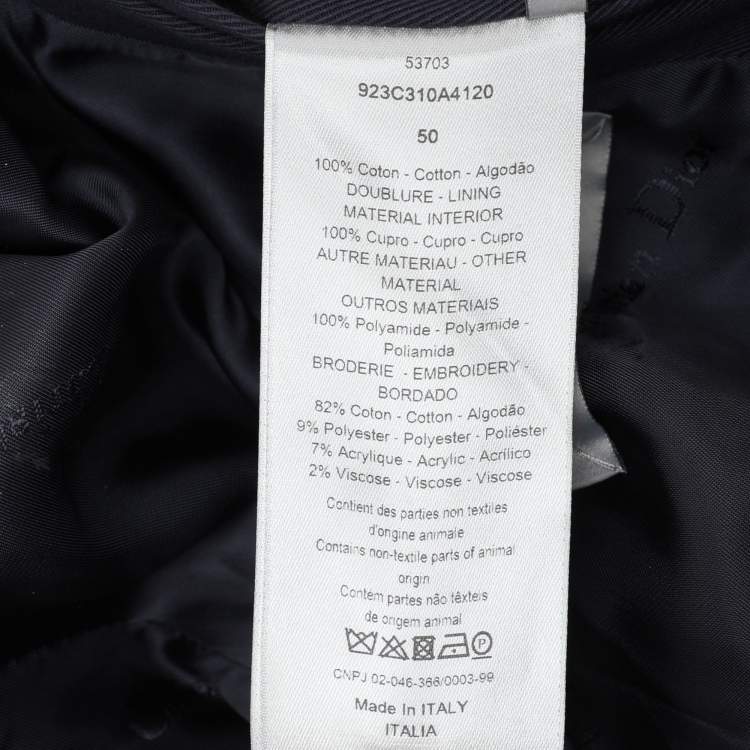 53703
923C310A4120
50
100% Coton - Cotton - Algodão
DOUBLURE - LINING
MATERIAL INTERIOR
100% Cupro - Cupro - Cupro
AUTRE MATERIAU - OTHER
MATERIAL
OUTROS MATERIAIS
100% Polyamide - Polyamide -
Poliamida
BRODERIE - EMBROIDERY -
BORDADO
82% Coton - Cotton - Algodão
9% Polyester - Polyester - Poliéster
7% Acrylique - Acrylic - Acrílico
2% Viscose - Viscose - Viscose
Contient des parties non textiles
d'origine animale
Contains non-textile parts of animal
origin
Contém partes não têxteis
de origem animal
P
CNPJ 02-046-366/0003-99
Made In ITALY
ITALIA
Dior